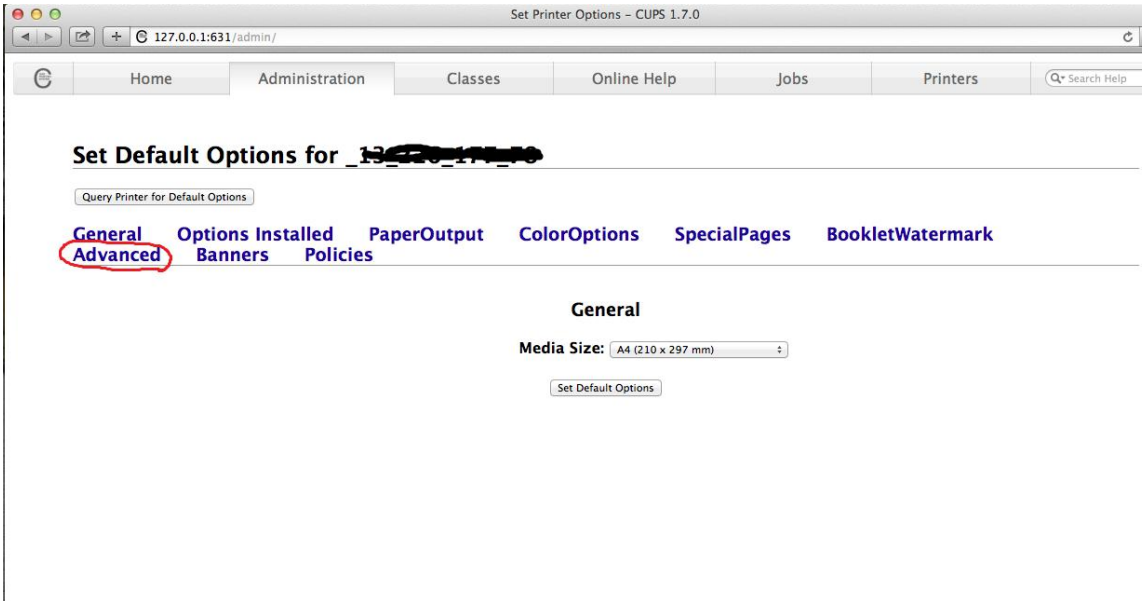 Set Printer Options – CUPS 1.7.0
127.0.0.1:631/admin/
Home Administration Classes Online Help Jobs Printers Search Help
Set Default Options for
Query Printer for Default Options
General Options Installed PaperOutput ColorOptions SpecialPages BookletWatermark
Advanced Banners Policies
General
Media Size: A4 (210 x 297 mm)
Set Default Options